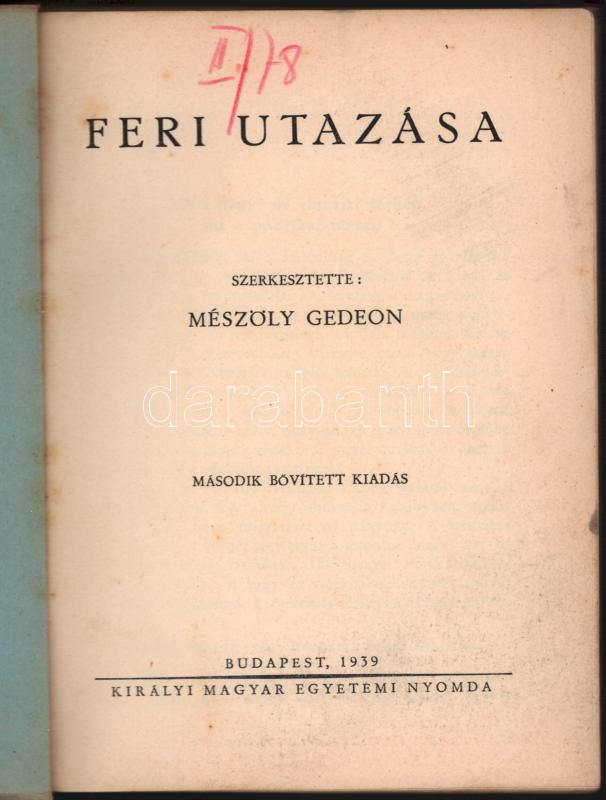 II./78
FERI UTAZÁSA
SZERKESZTETTE:
MÉSZÖLY GEDEON
darabanth
MÁSODIK BŐVÍTETT KIADÁS
BUDAPEST, 1939
KIRÁLYI MAGYAR EGYETEMI NYOMDA